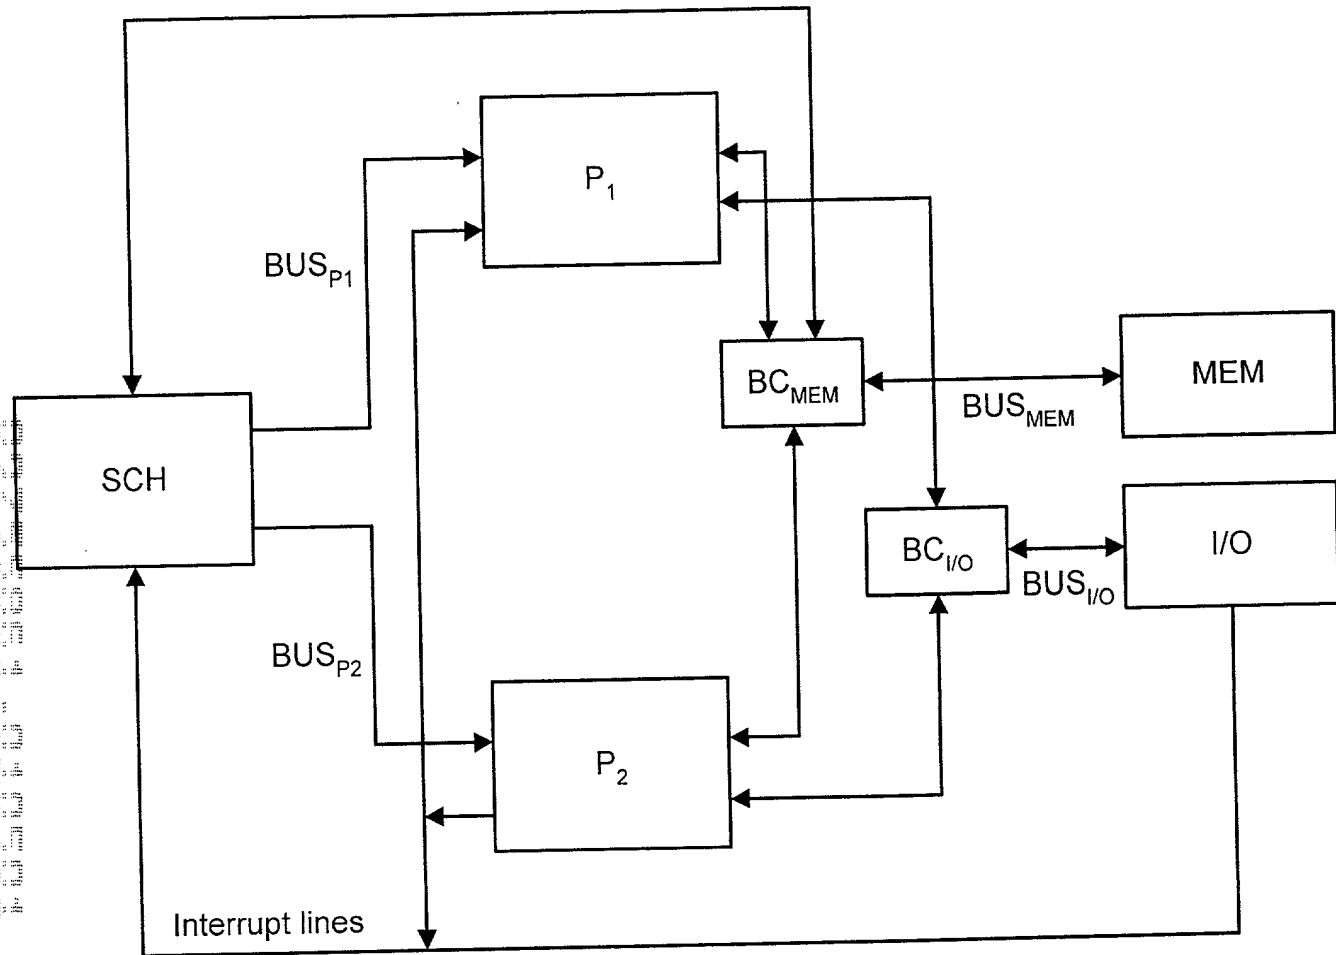 P1
BUSP1
BCMEM
MEM
BUSMEM
SCH
BCI/O
I/O
BUSI/O
BUSP2
P2
Interrupt lines